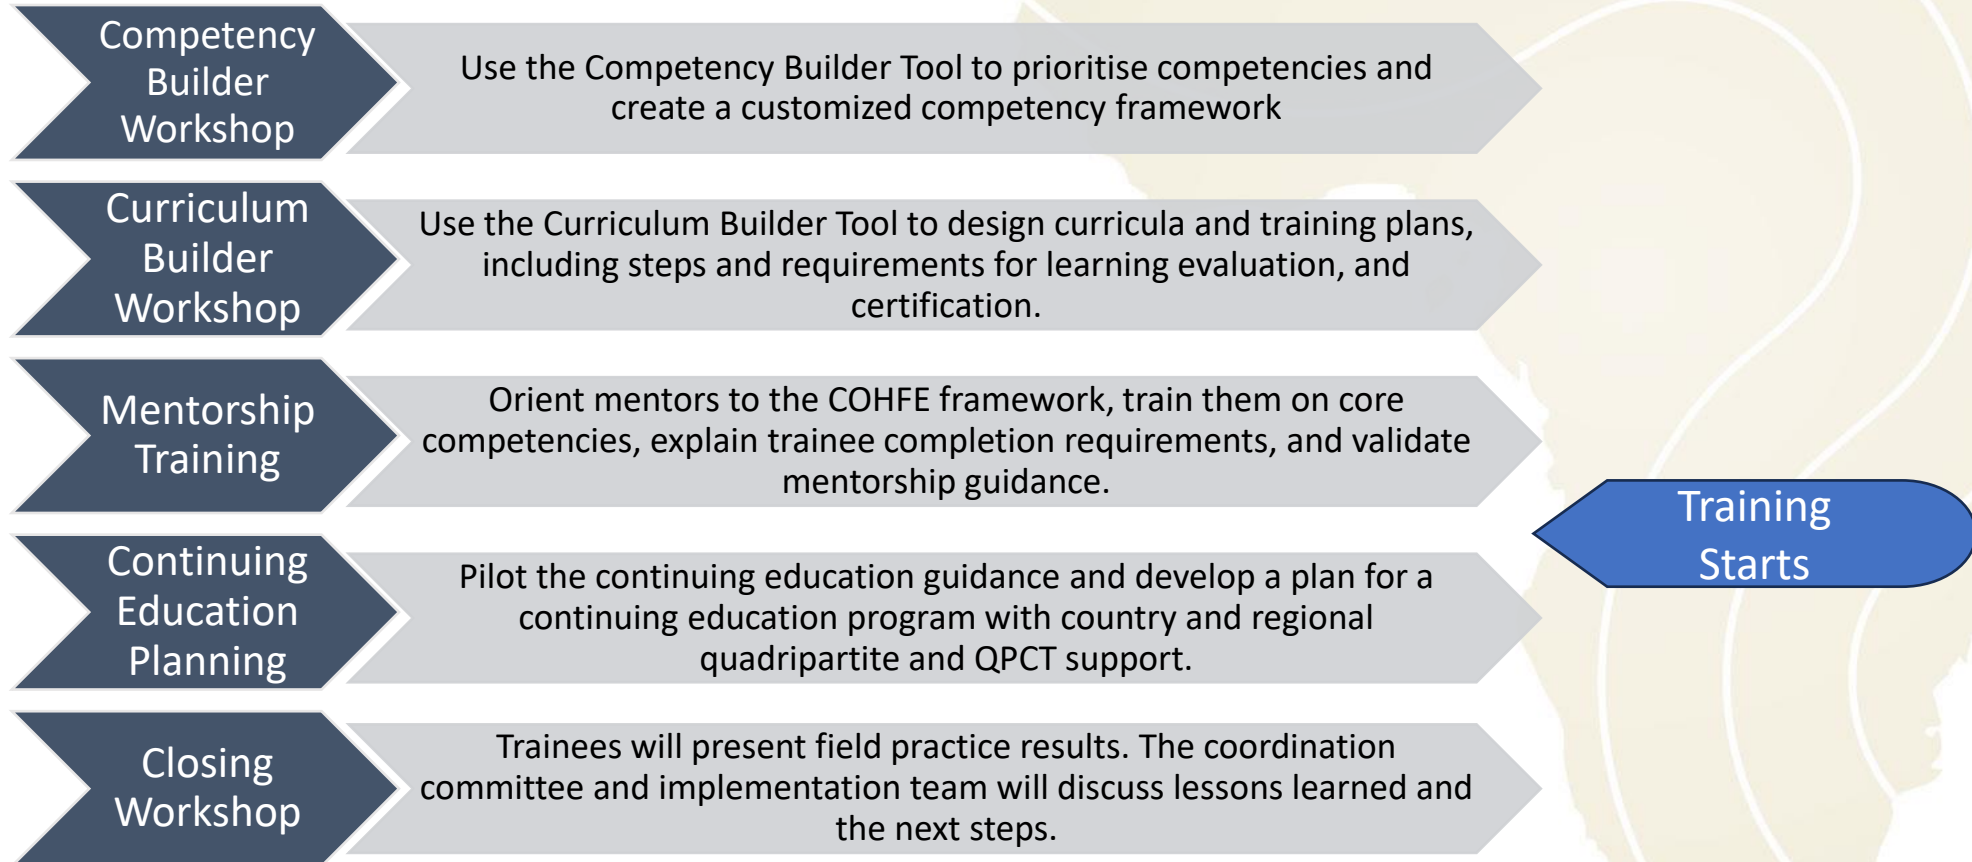 Competency
Builder
Workshop
Use the Competency Builder Tool to prioritise competencies and
create a customized competency framework
Curriculum
Builder
Workshop
Use the Curriculum Builder Tool to design curricula and training plans,
including steps and requirements for learning evaluation, and
certification.
Mentorship
Training
Orient mentors to the COHFE framework, train them on core
competencies, explain trainee completion requirements, and validate
mentorship guidance.
Training
Starts
Continuing
Education
Planning
Pilot the continuing education guidance and develop a plan for a
continuing education program with country and regional
quadripartite and QPCT support.
Closing
Workshop
Trainees will present field practice results. The coordination
committee and implementation team will discuss lessons learned and
the next steps.